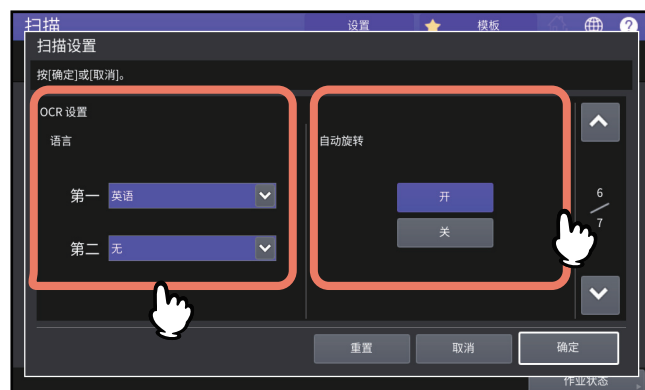 扫描 设置 模板 ?
扫描设置
按[确定]或[取消]。
OCR 设置
语言 自动旋转
第一 英语 开 6
关 7
第二 无
重置 取消 确定
作业状态